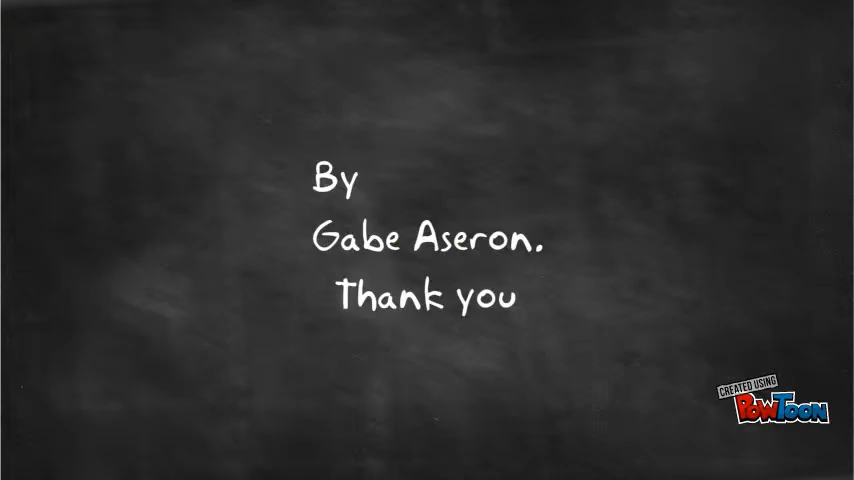 By
Gabe Aseron.
Thank you
CREATED USING
POWTOON